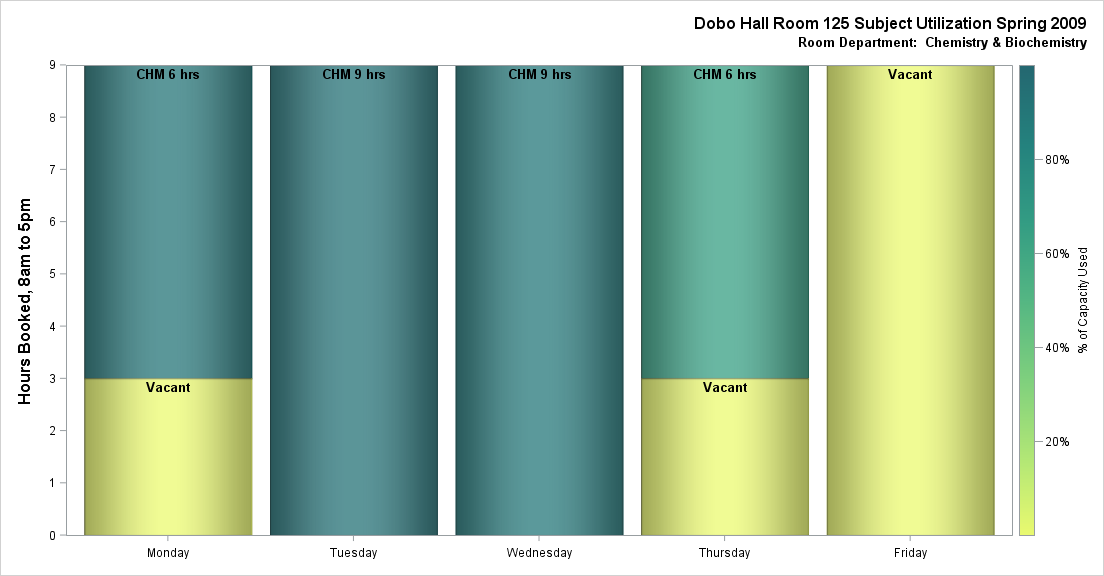 Dobo Hall Room 125 Subject Utilization Spring 2009
Room Department:  Chemistry & Biochemistry
Hours Booked, 8am to 5pm
9
8
7
6
5
4
3
2
1
0
CHM 6 hrs
CHM 9 hrs
CHM 9 hrs
CHM 6 hrs
Vacant
Vacant
Vacant
Monday
Tuesday
Wednesday
Thursday
Friday
80%
60%
40%
20%
% of Capacity Used